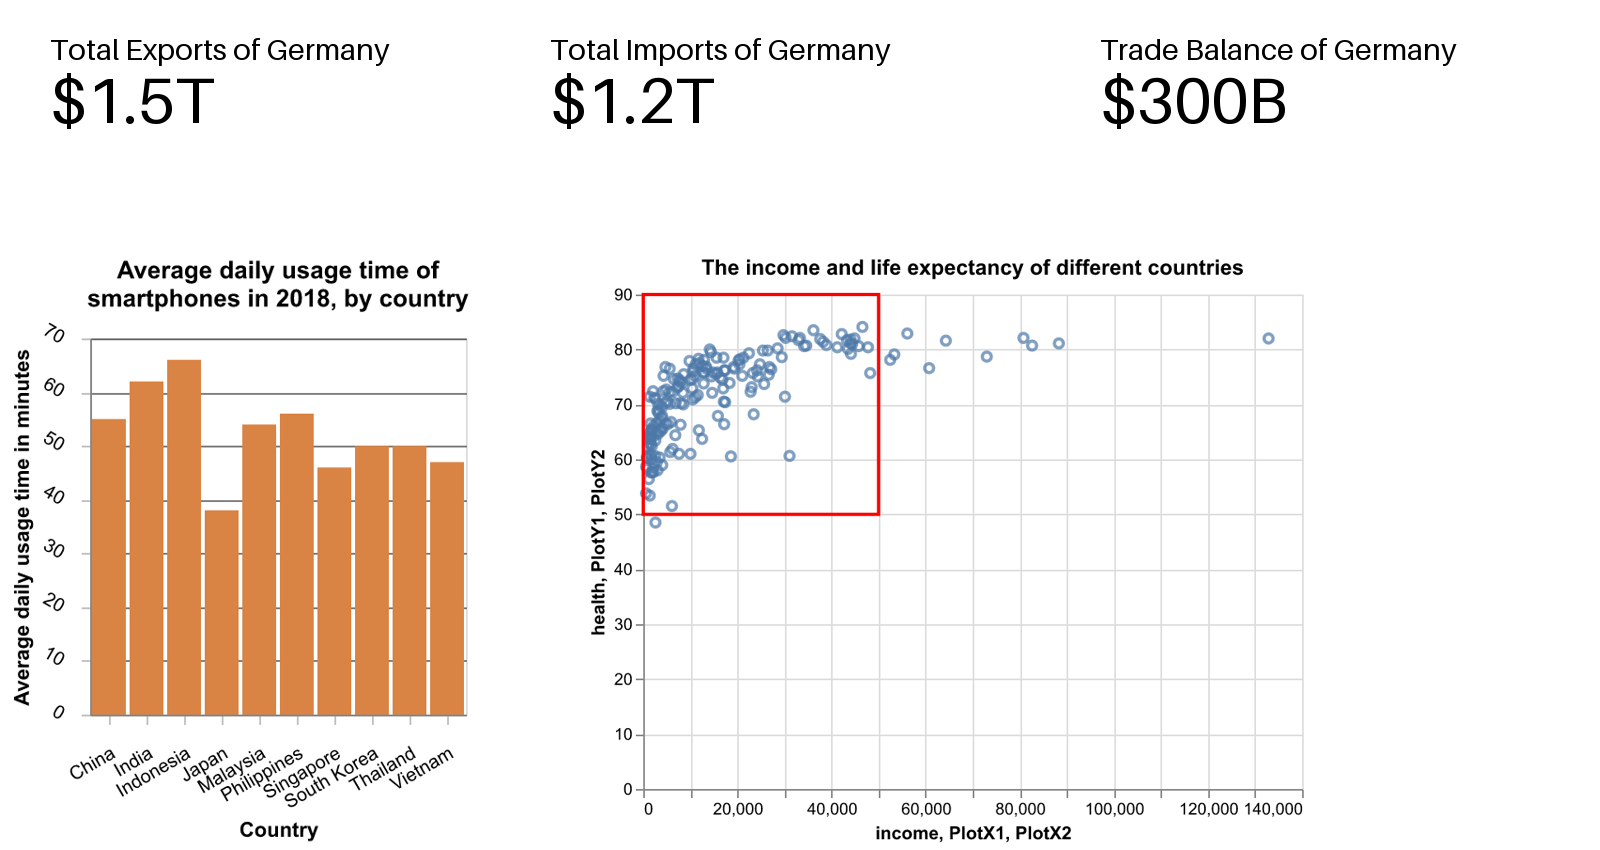 Total Exports of Germany
$1.5T
Total Imports of Germany
$1.2T
Trade Balance of Germany
$300B
Average daily usage time of
smartphones in 2018, by country
Average daily usage time in minutes
70
60
50
40
30
20
10
0
China
India
Indonesia
Japan
Malaysia
Philippines
Singapore
South Korea
Thailand
Vietnam
Country
The income and life expectancy of different countries
health, PlotY1, PlotY2
90
80
70
60
50
40
30
20
10
0
0
20,000
40,000
60,000
80,000
100,000
120,000
140,000
income, PlotX1, PlotX2